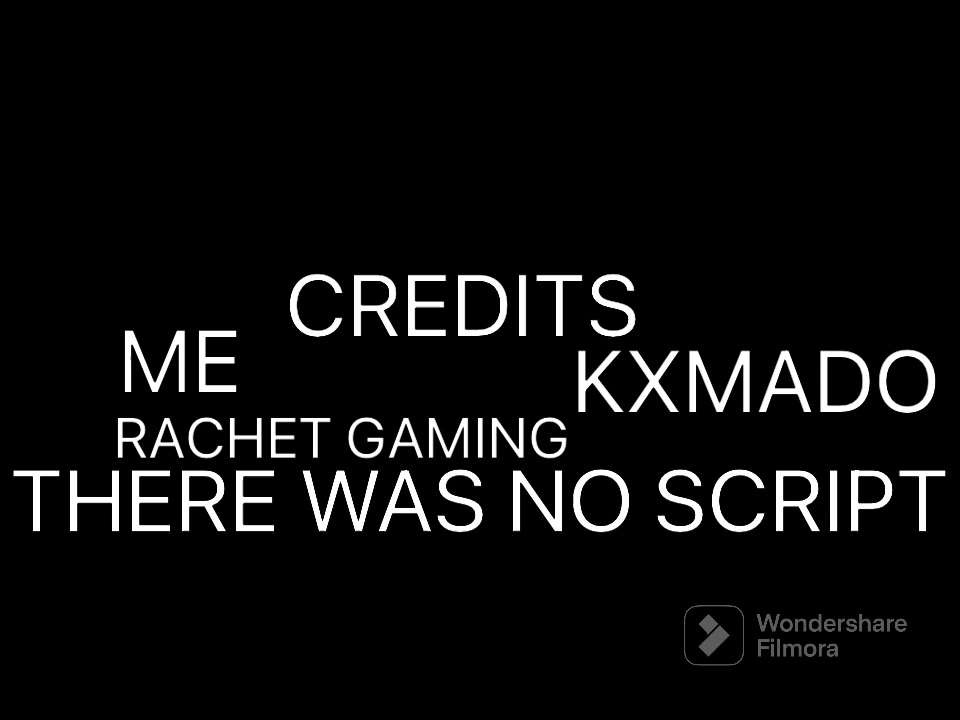 CREDITS
ME
KXMADO
RACHET GAMING
THERE WAS NO SCRIPT
Wondershare
Filmora